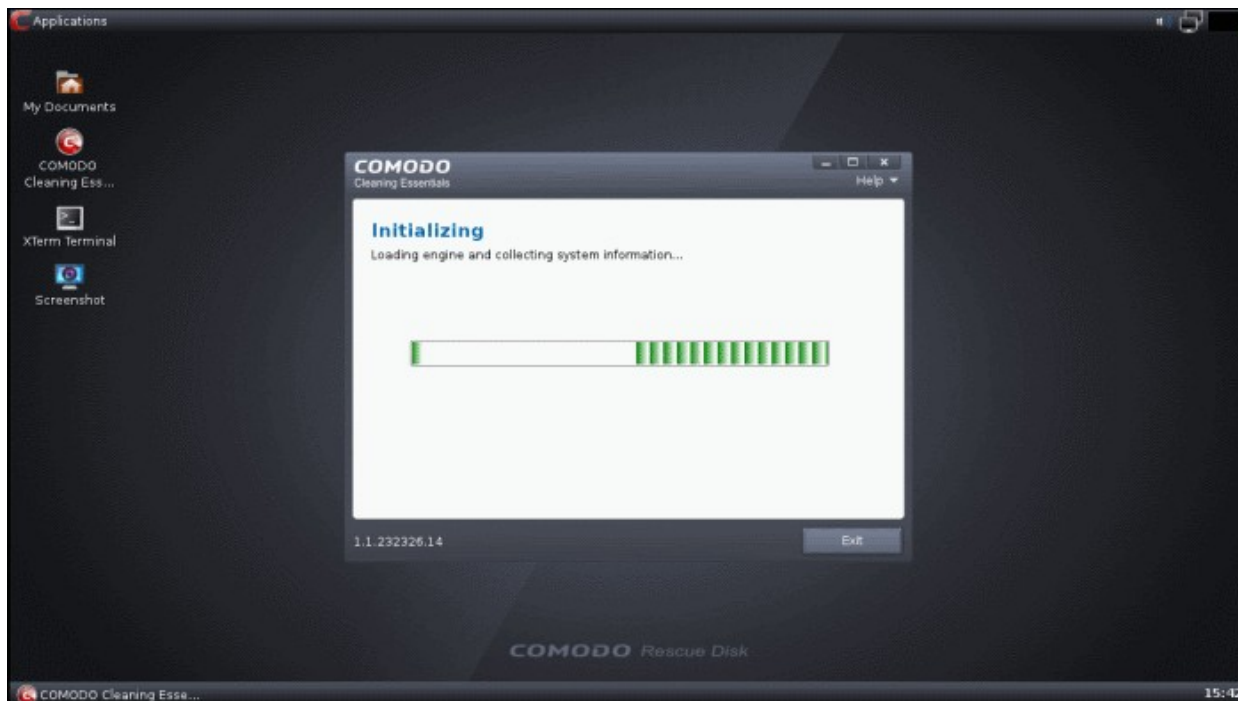 Applications
My Documents
COMODO
Cleaning Ess...
XTerm Terminal
Screenshot
COMODO
Cleaning Essentials
Help
Initializing
Loading engine and collecting system information...
1.1.232326.14
Exit
COMODO Rescue Disk
COMODO Cleaning Esse...
15:42